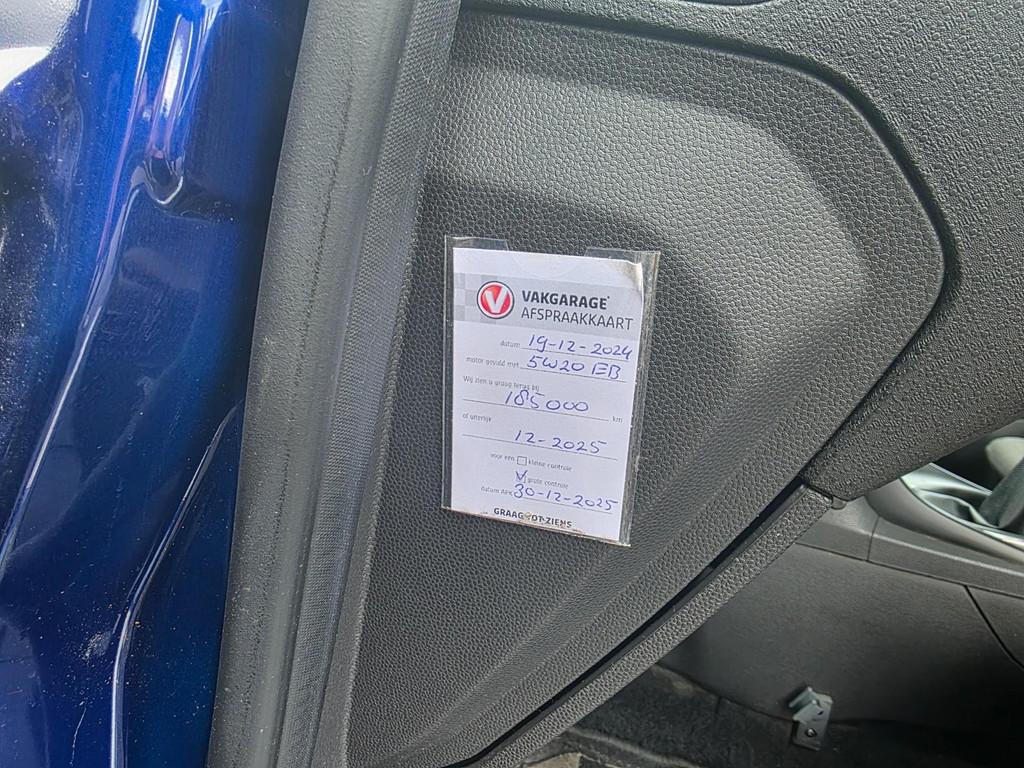 V VAKGARAGE
AFSPRAAKKAART
datum 19-12-2024
motor gevuld met 5W20 EB
Wij zien u graag terug bij
185000 km
of uiterlijk
12-2025
voor een kleine controle
grote controle
datum APK 30-12-2025
GRAAG TOT ZIENS